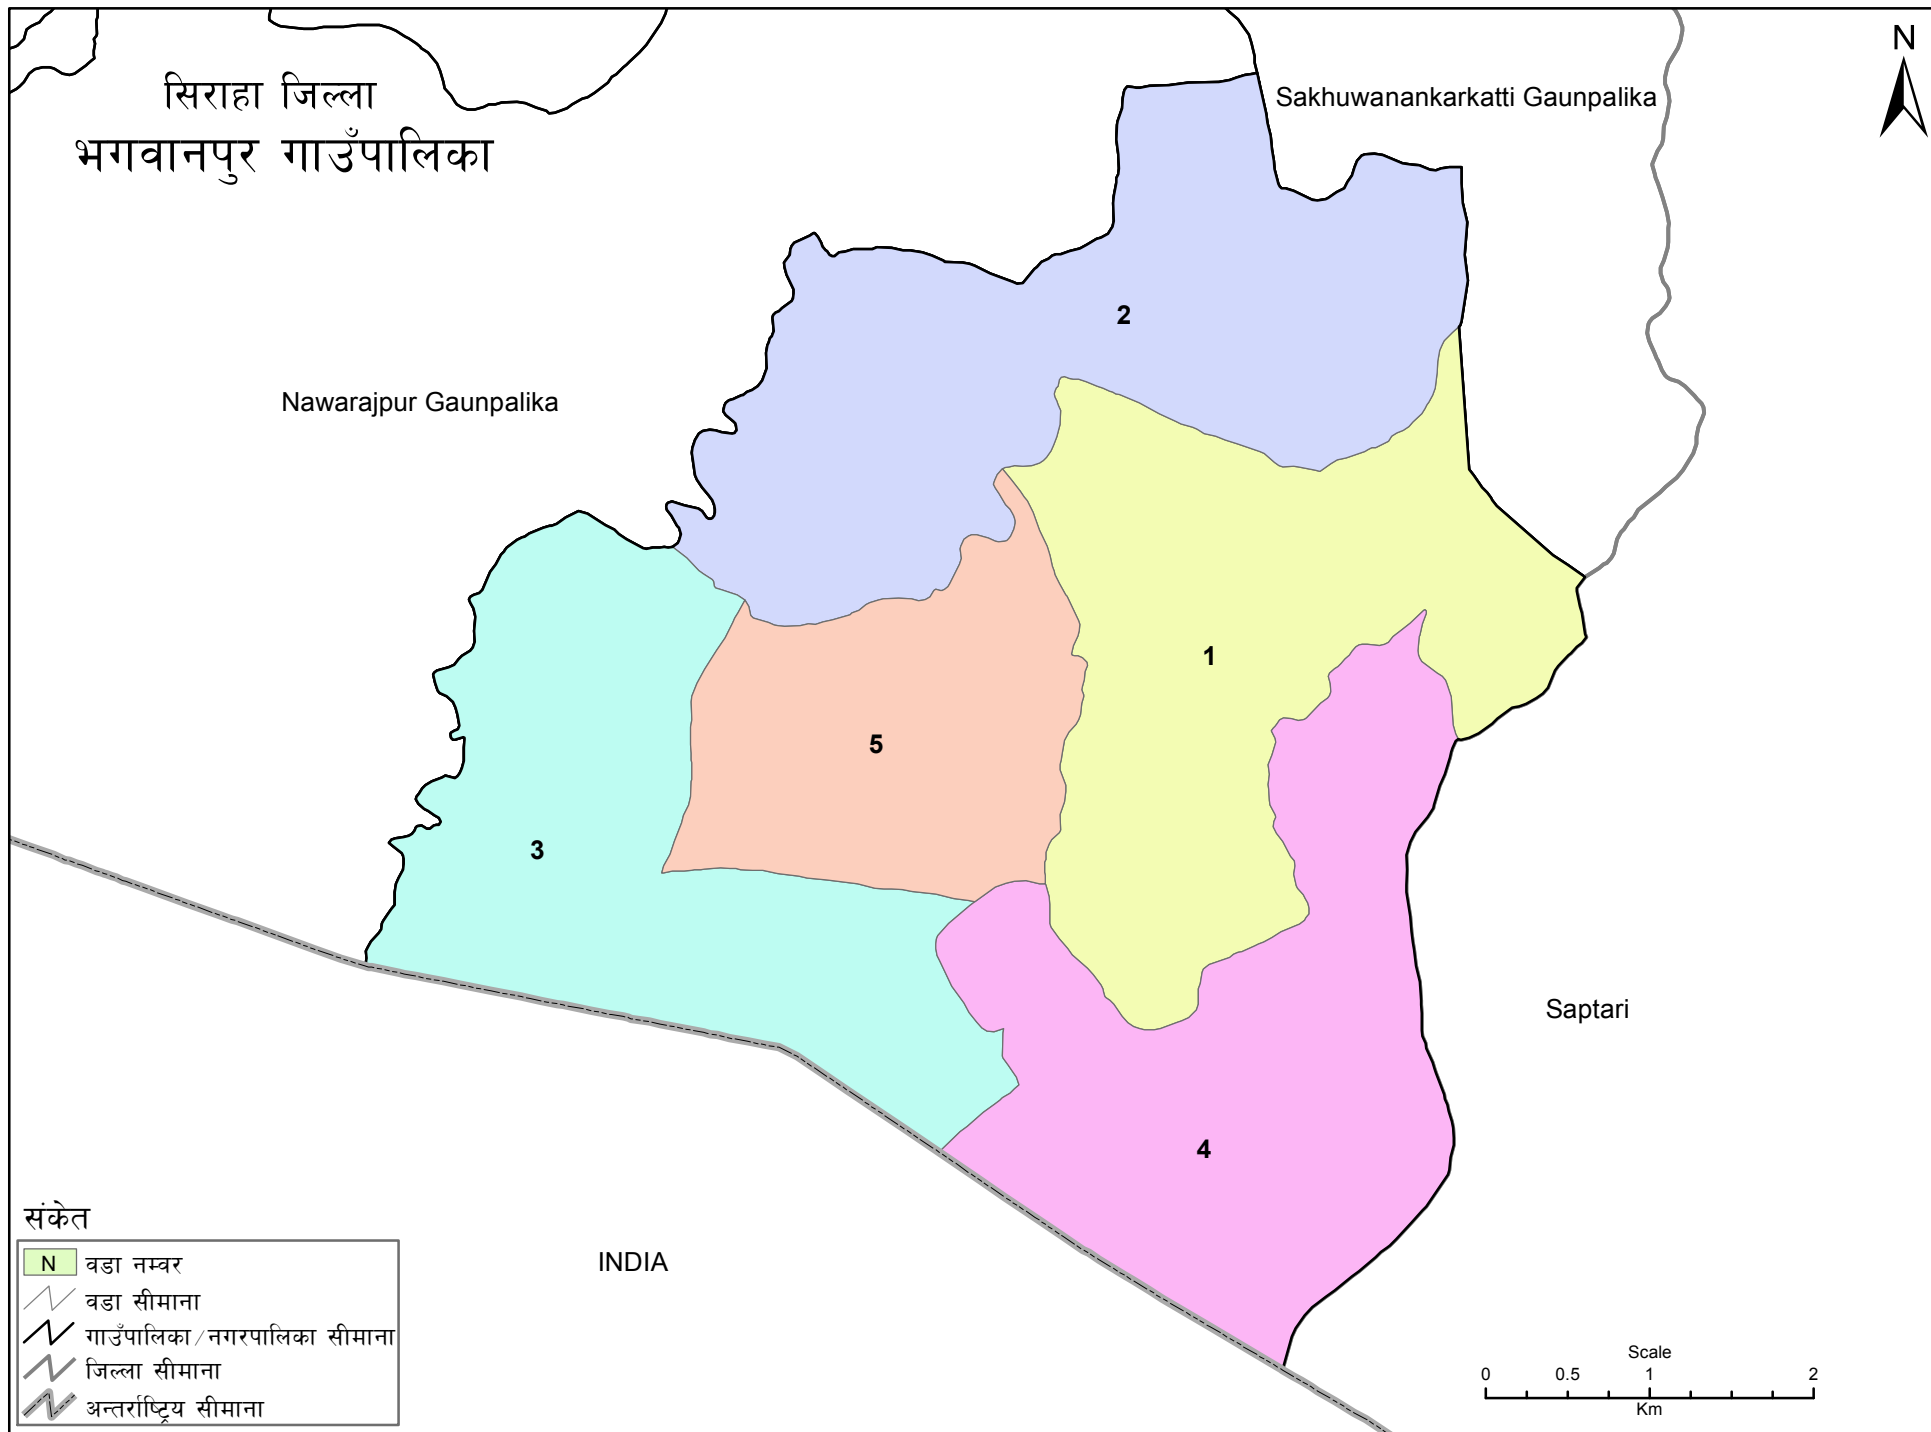 N
सिराहा जिल्ला
Sakhuwanankarkatti Gaunpalika
भगवानपुर गाउँपालिका
2
Nawarajpur Gaunpalika
1
5
3
Saptari
4
संकेत
INDIA
N वडा नम्वर
वडा सीमाना
गाउँपालिका/नगरपालिका सीमाना
जिल्ला सीमाना
अन्तर्राष्ट्रिय सीमाना
Scale
0 0.5 1 2
Km